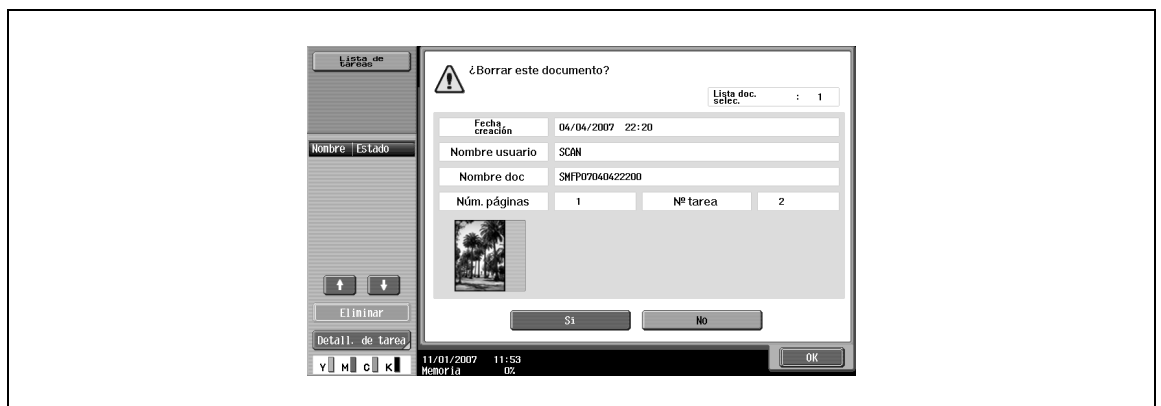 Lista de
tareas
¿Borrar este documento?
Lista doc.
selec. : 1
Fecha
creación
04/04/2007 22:20
Nombre Estado
Nombre usuario SCAN
Nombre doc SMFP07040422200
Núm. páginas 1 Nº tarea 2
Eliminar
Sí No
Detall. de tarea
Y M C K
11/01/2007 11:53
Memoria 0%
OK